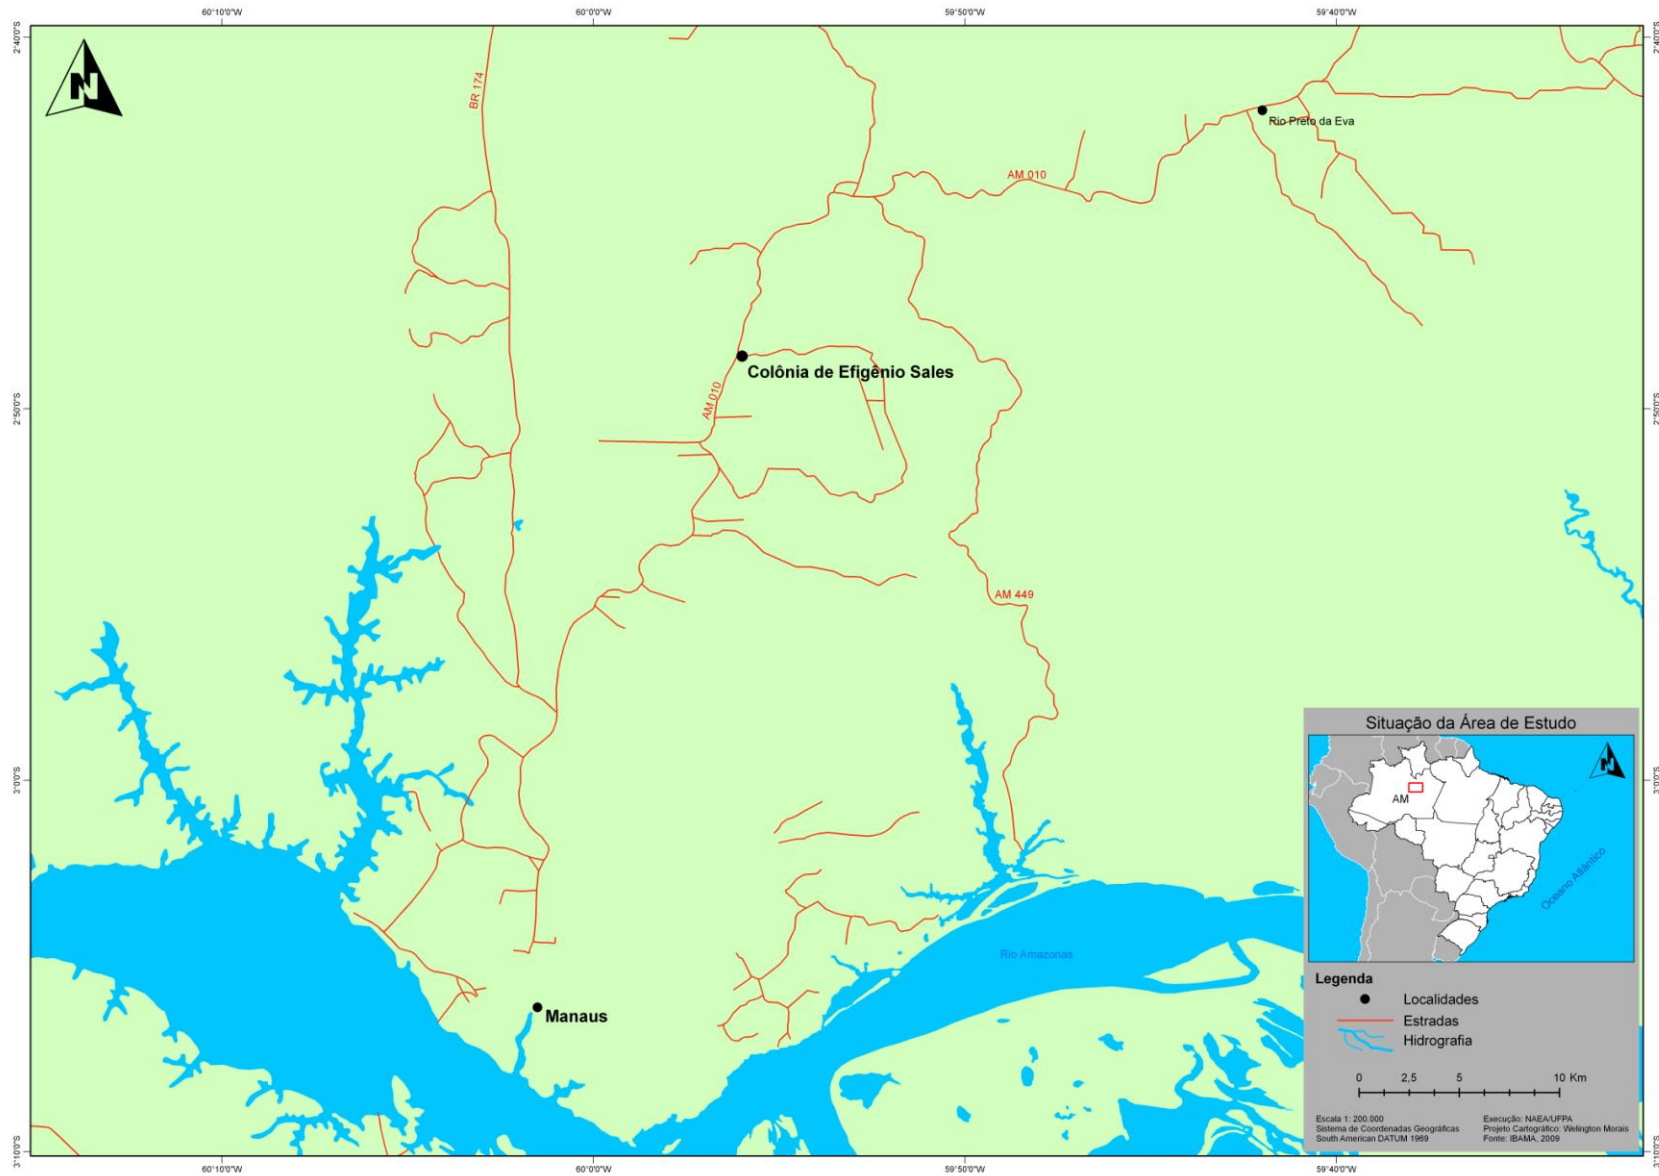 60°10'0"W
60°0'0"W
59°50'0"W
59°40'0"W
2°40'0"S
2°40'0"S
N
BR 174
Rio Preto da Eva
AM 010
Colônia de Efigênio Sales
AM 010
2°50'0"S
2°50'0"S
AM 449
Situação da Área de Estudo
N
AM
Oceano Atlântico
3°0'0"S
3°0'0"S
Rio Amazonas
Manaus
Legenda
Localidades
Estradas
Hidrografia
0 2,5 5 10 Km
Escala 1: 200.000
Sistema de Coordenadas Geográficas
South American DATUM 1969
Execução: NAEA/UFPA
Projeto Cartográfico: Welington Morais
Fonte: IBAMA, 2009
3°10'0"S
3°10'0"S
60°10'0"W
60°0'0"W
59°50'0"W
59°40'0"W